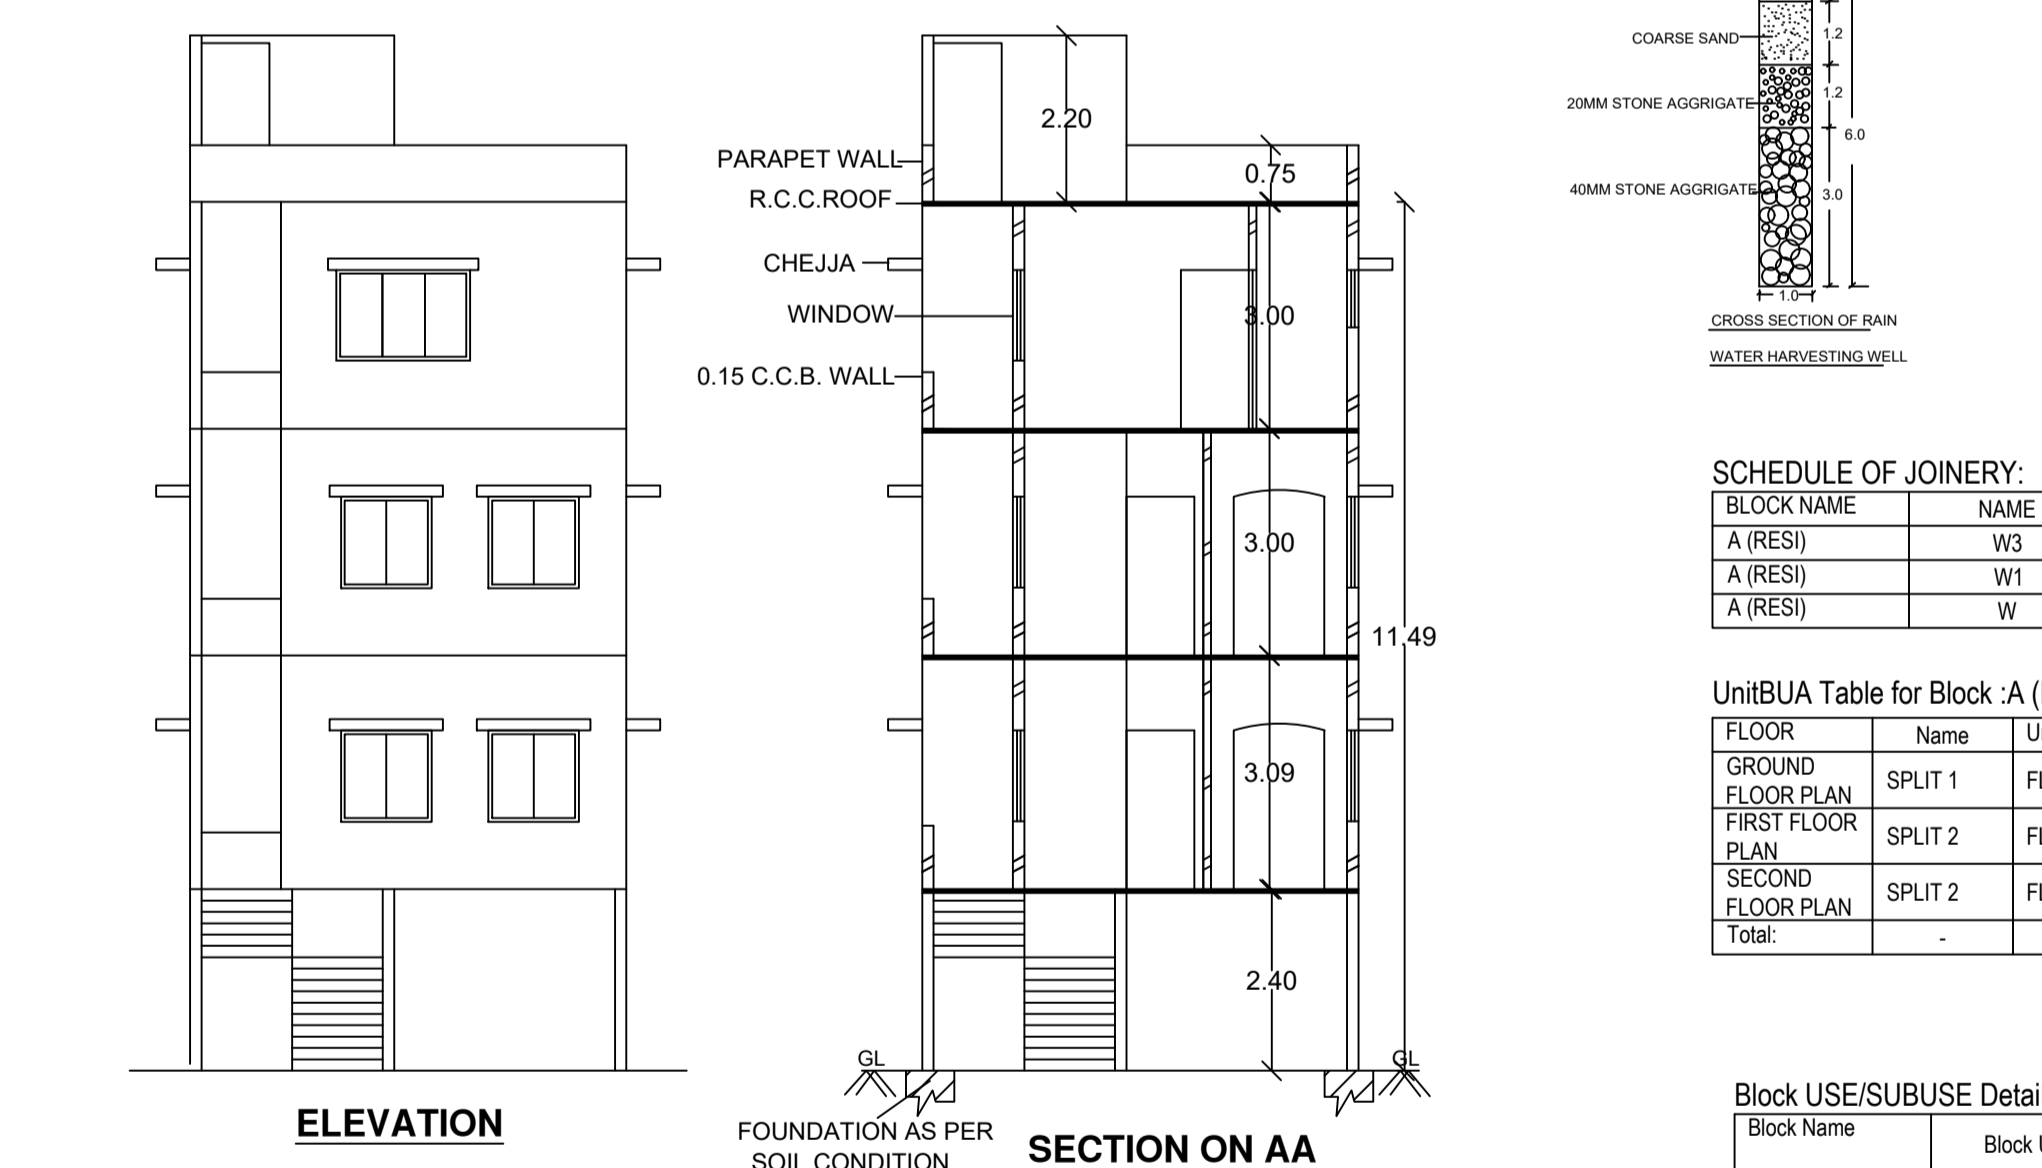 COARSE SAND
1.2
20MM STONE AGGRIGATE
1.2
6.0
40MM STONE AGGRIGATE
3.0
1.0
CROSS SECTION OF RAIN
WATER HARVESTING WELL
2.20
PARAPET WALL
0.75
R.C.C.ROOF
CHEJJA
WINDOW
3.00
0.15 C.C.B. WALL
3.00
11.49
3.09
2.40
GL
GL
ELEVATION
FOUNDATION AS PER
SOIL CONDITION
SECTION ON AA
SCHEDULE OF JOINERY:
BLOCK NAME NAME
A (RESI) W3
A (RESI) W1
A (RESI) W
UnitBUA Table for Block :A (
FLOOR Name
GROUND
FLOOR PLAN SPLIT 1
FIRST FLOOR
PLAN SPLIT 2
SECOND
FLOOR PLAN SPLIT 2
Total: -
Block USE/SUBUSE Detai
Block Name Block